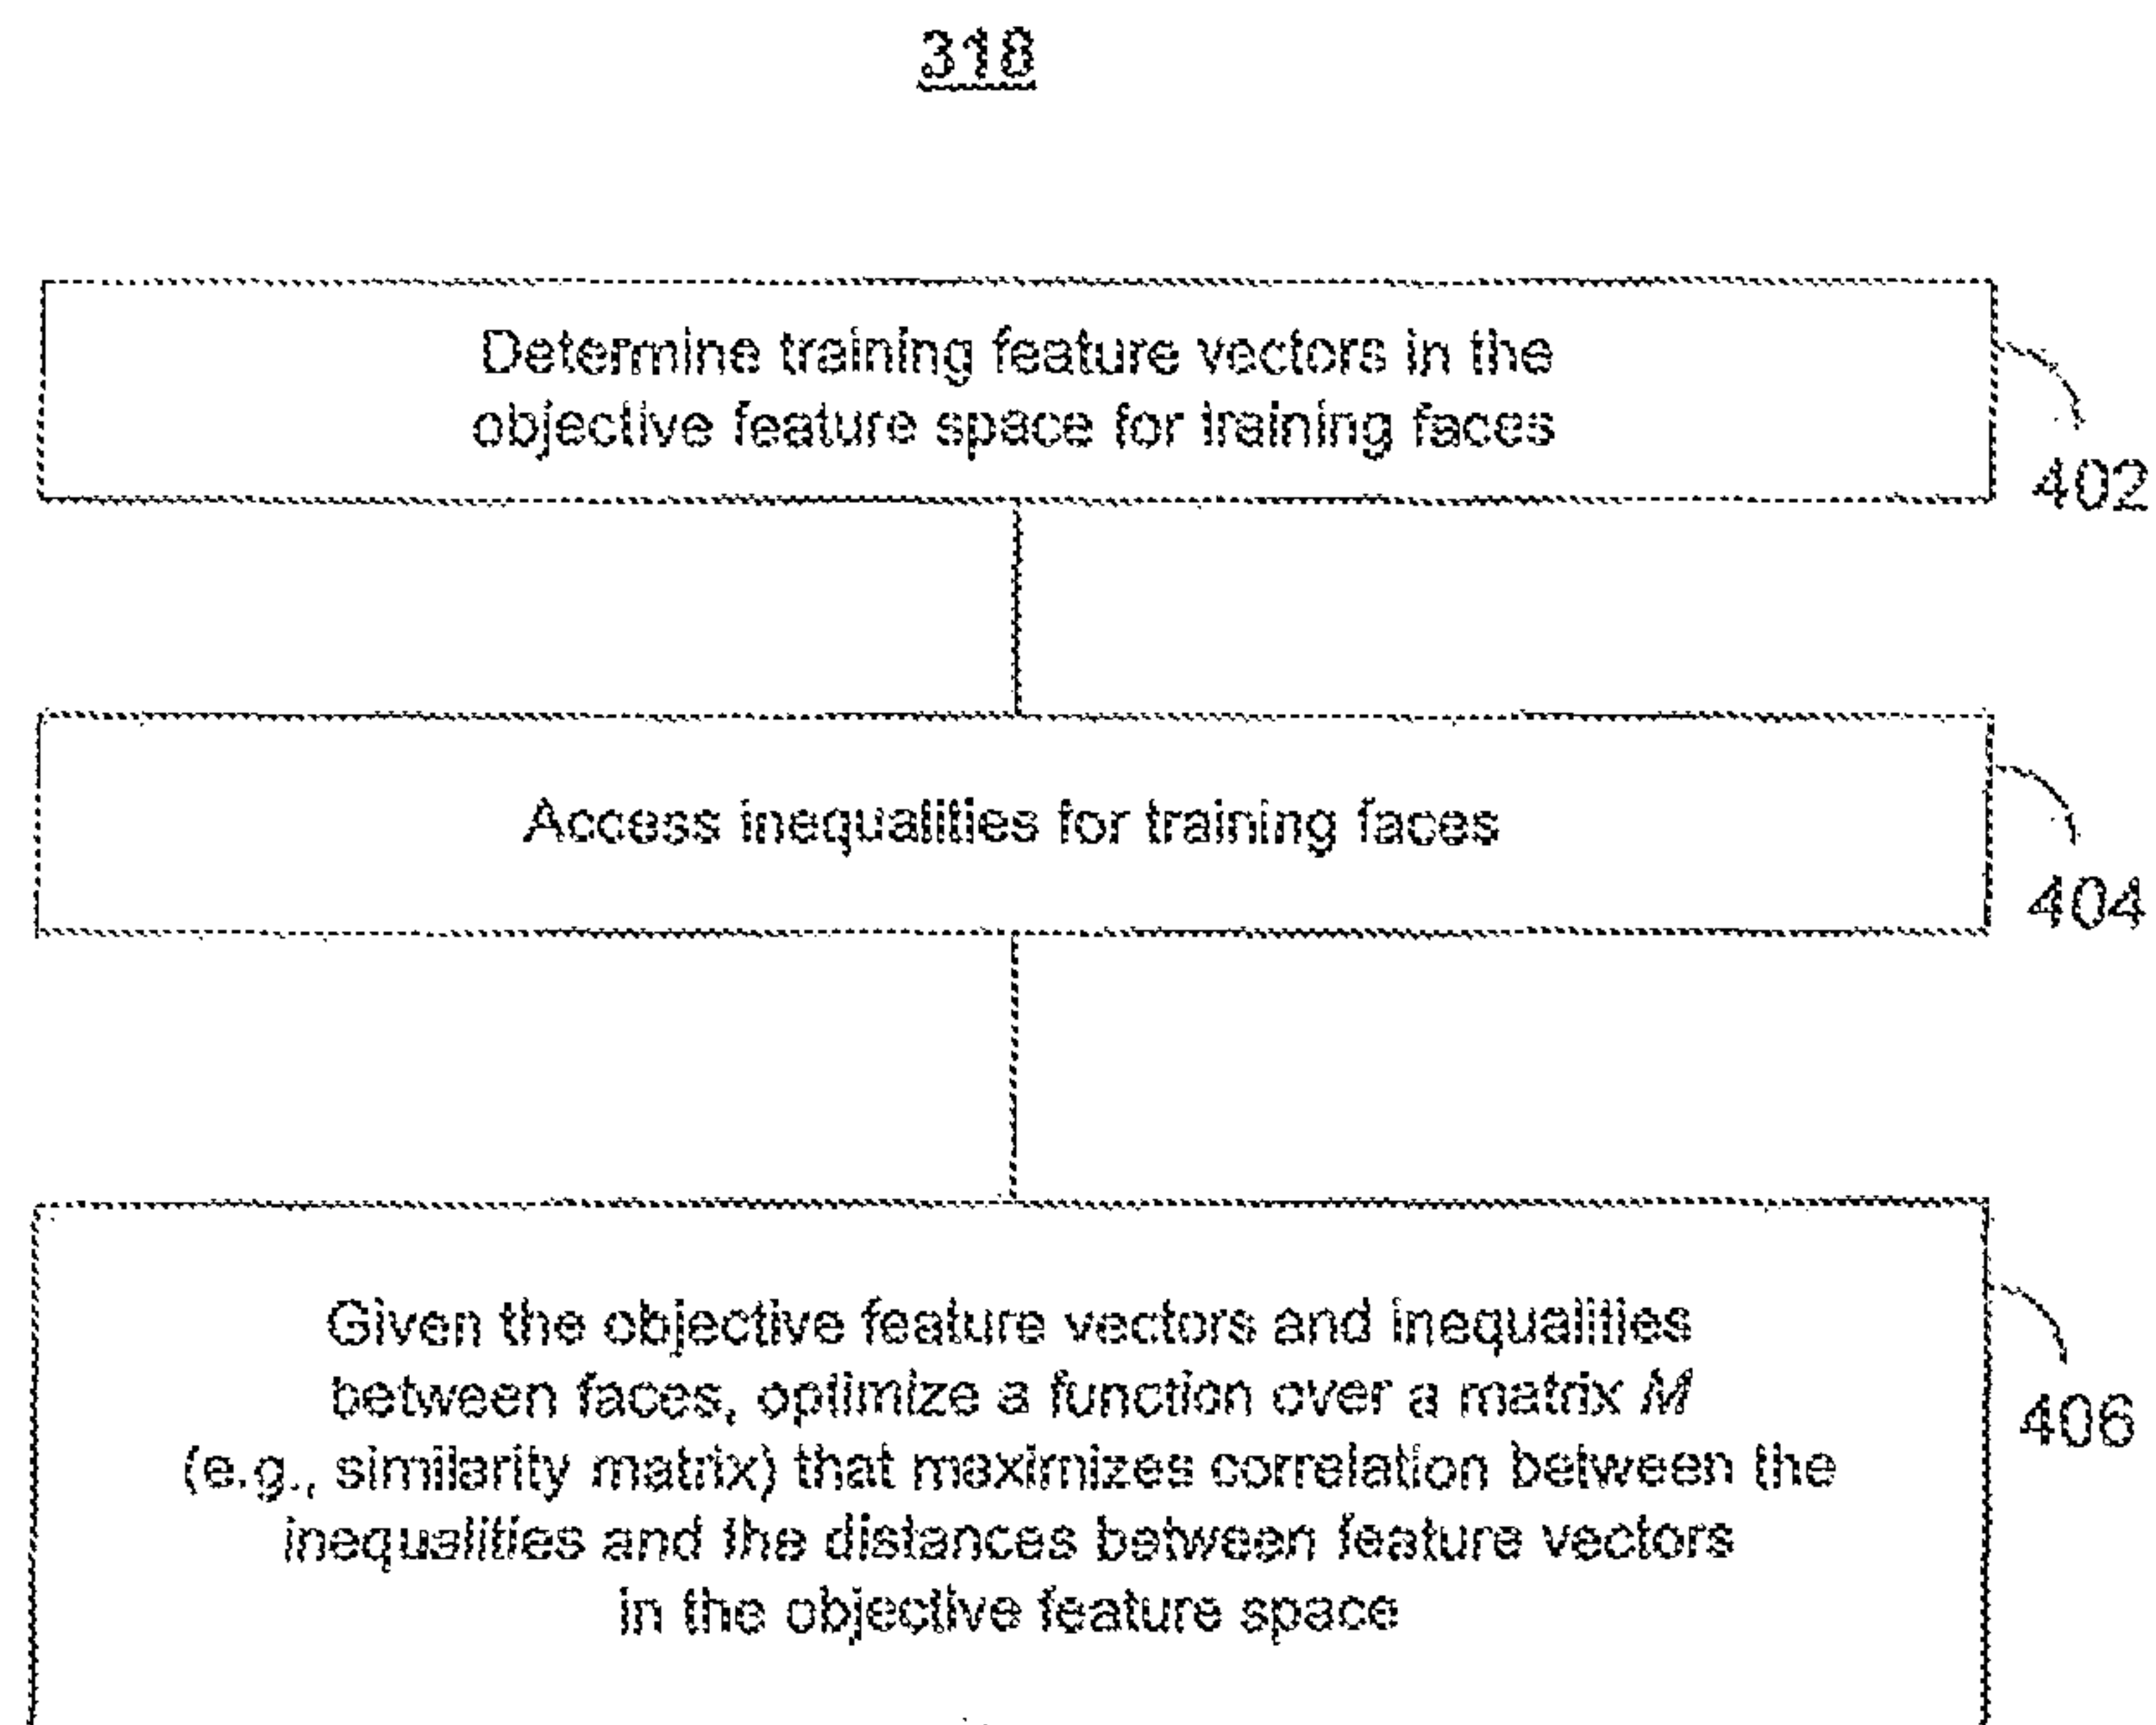 318
Determine training feature vectors in the
objective feature space for training faces
402
Access inequalities for training faces
404
Given the objective feature vectors and inequalities
between faces, optimize a function over a matrix M
(e.g., similarity matrix) that maximizes correlation between the
inequalities and the distances between feature vectors
in the objective feature space
406